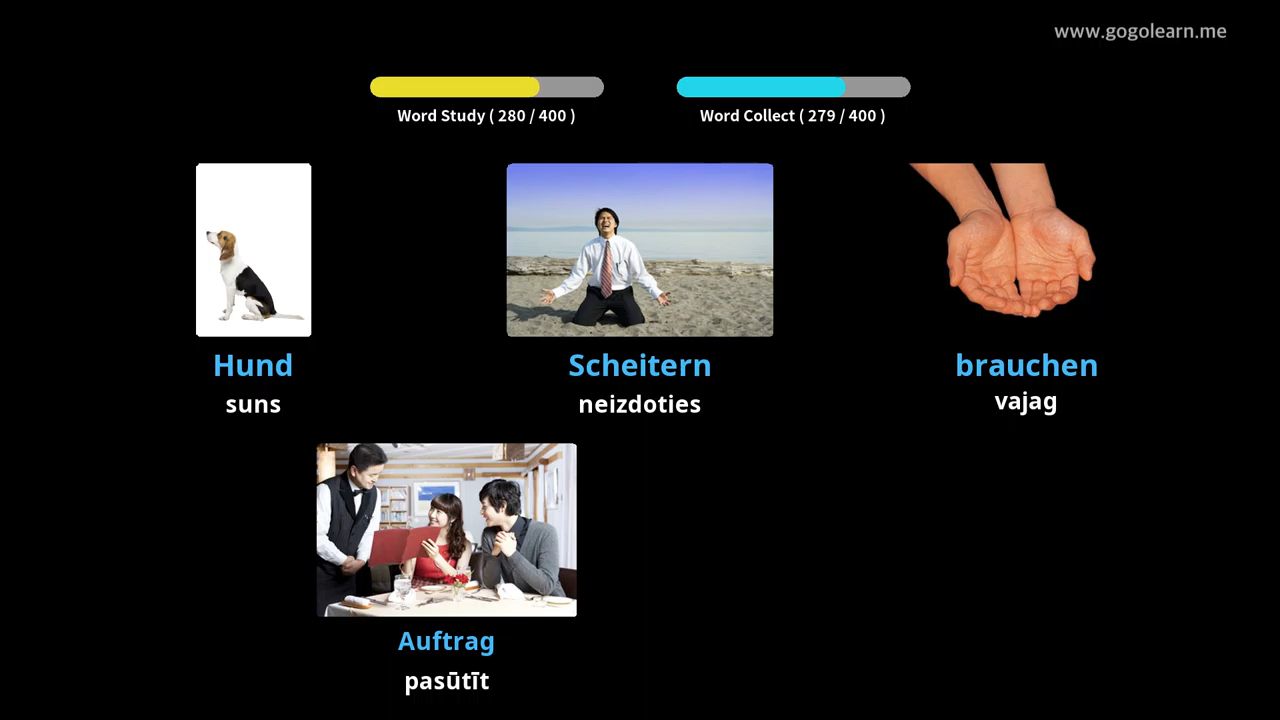 www.gogolearn.me
Word Study ( 280 / 400 )
Word Collect ( 279 / 400 )
Hund
suns
Scheitern
neizdoties
brauchen
vajag
Auftrag
pasūtīt